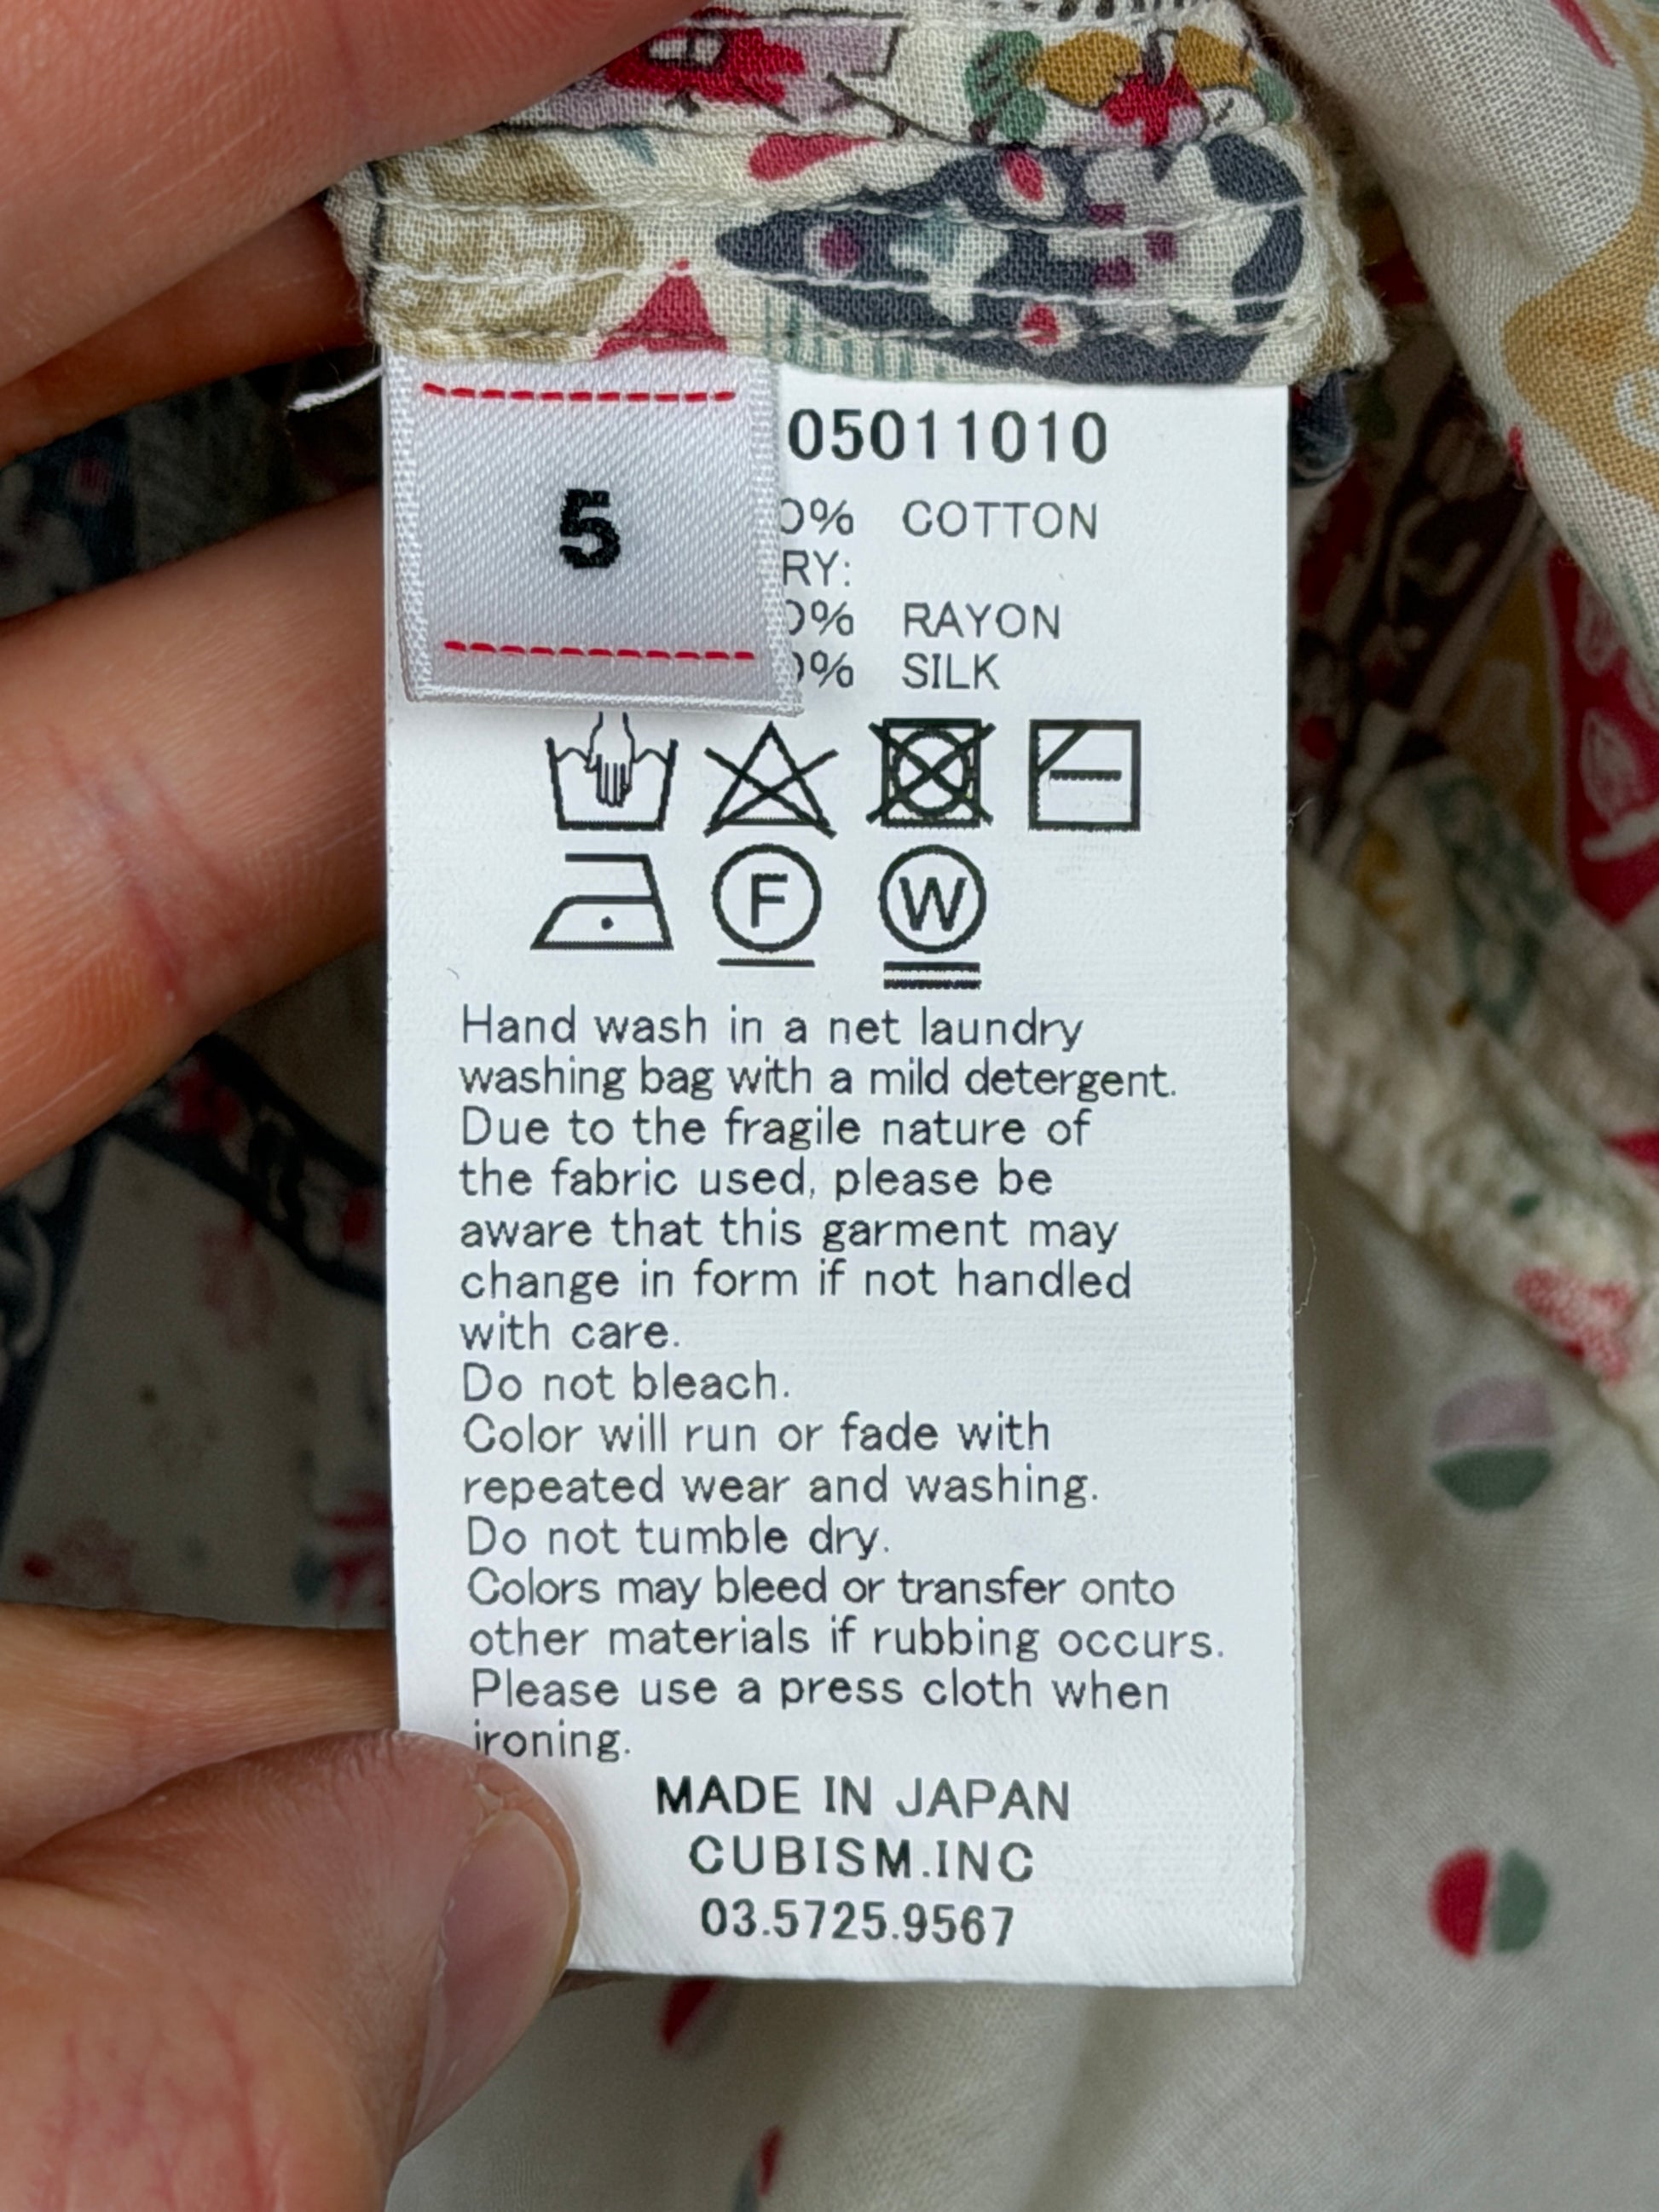 5
05011010
0% COTTON
RY:
0% RAYON
0% SILK
F W
Hand wash in a net laundry
washing bag with a mild detergent.
Due to the fragile nature of
the fabric used, please be
aware that this garment may
change in form if not handled
with care.
Do not bleach.
Color will run or fade with
repeated wear and washing.
Do not tumble dry.
Colors may bleed or transfer onto
other materials if rubbing occurs.
Please use a press cloth when
ironing.
MADE IN JAPAN
CUBISM.INC
03.5725.9567